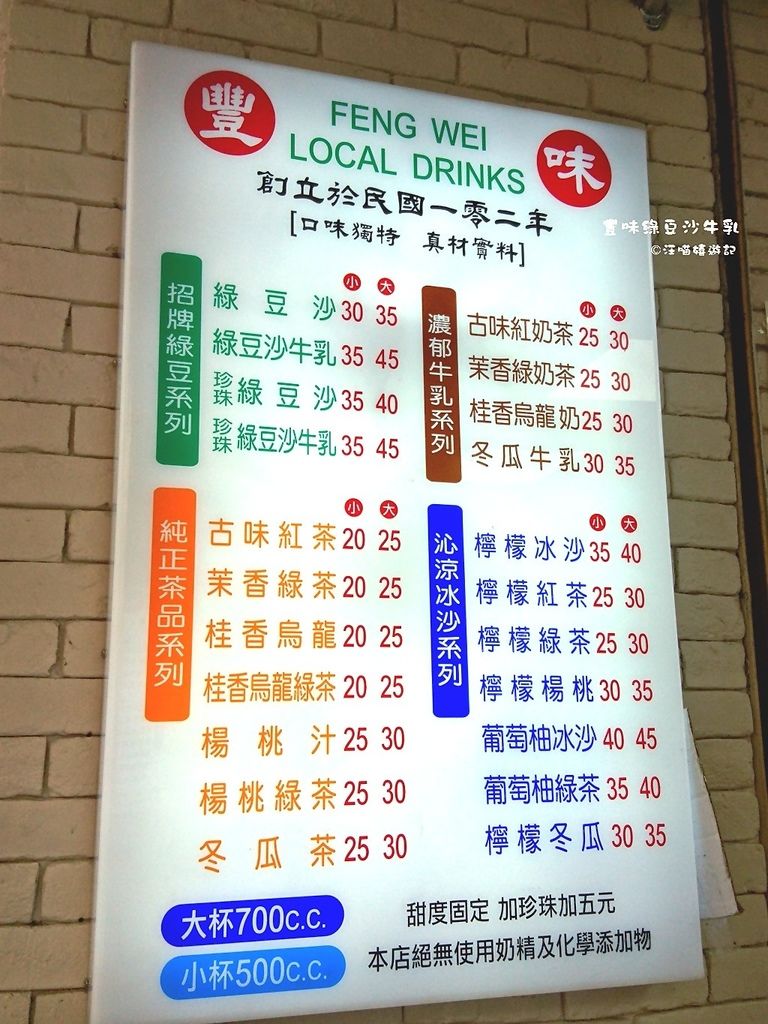 豐 味
FENG WEI
LOCAL DRINKS
創立於民國一零二年
[口味獨特 真材實料]
豐味綠豆沙牛乳
©汪喵嬉遊記
招牌綠豆系列
小 大
綠豆沙 30 35
綠豆沙牛乳 35 45
珍珠綠豆沙 35 40
珍珠綠豆沙牛乳 35 45
濃郁牛乳系列
小 大
古味紅奶茶 25 30
茉香綠奶茶 25 30
桂香烏龍奶 25 30
冬瓜牛乳 30 35
純正茶品系列
小 大
古味紅茶 20 25
茉香綠茶 20 25
桂香烏龍 20 25
桂香烏龍綠茶 20 25
楊桃汁 25 30
楊桃綠茶 25 30
冬瓜茶 25 30
沁涼冰沙系列
小 大
檸檬冰沙 35 40
檸檬紅茶 25 30
檸檬綠茶 25 30
檸檬楊桃 30 35
葡萄柚冰沙 40 45
葡萄柚綠茶 35 40
檸檬冬瓜 30 35
大杯700C.C.
小杯500C.C.
甜度固定 加珍珠加五元
本店絕無使用奶精及化學添加物